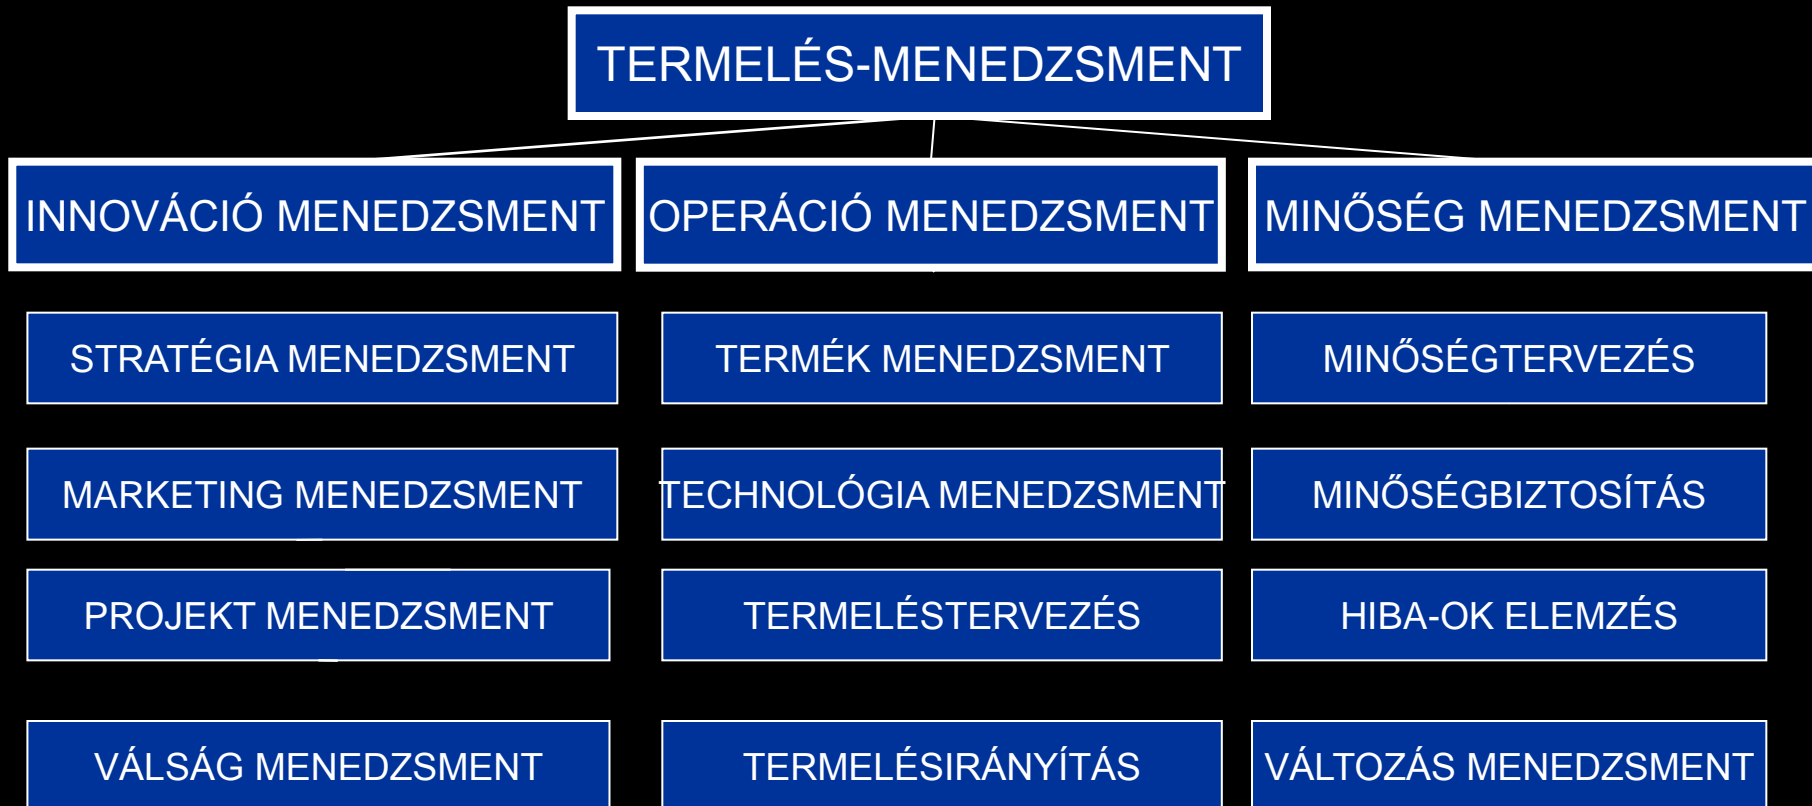 TERMELÉS-MENEDZSMENT
INNOVÁCIÓ MENEDZSMENT
OPERÁCIÓ MENEDZSMENT
MINŐSÉG MENEDZSMENT
STRATÉGIA MENEDZSMENT
TERMÉK MENEDZSMENT
MINŐSÉGTERVEZÉS
MARKETING MENEDZSMENT
TECHNOLÓGIA MENEDZSMENT
MINŐSÉGBIZTOSÍTÁS
PROJEKT MENEDZSMENT
TERMELÉSTERVEZÉS
HIBA-OK ELEMZÉS
VÁLSÁG MENEDZSMENT
TERMELÉSIRÁNYÍTÁS
VÁLTOZÁS MENEDZSMENT